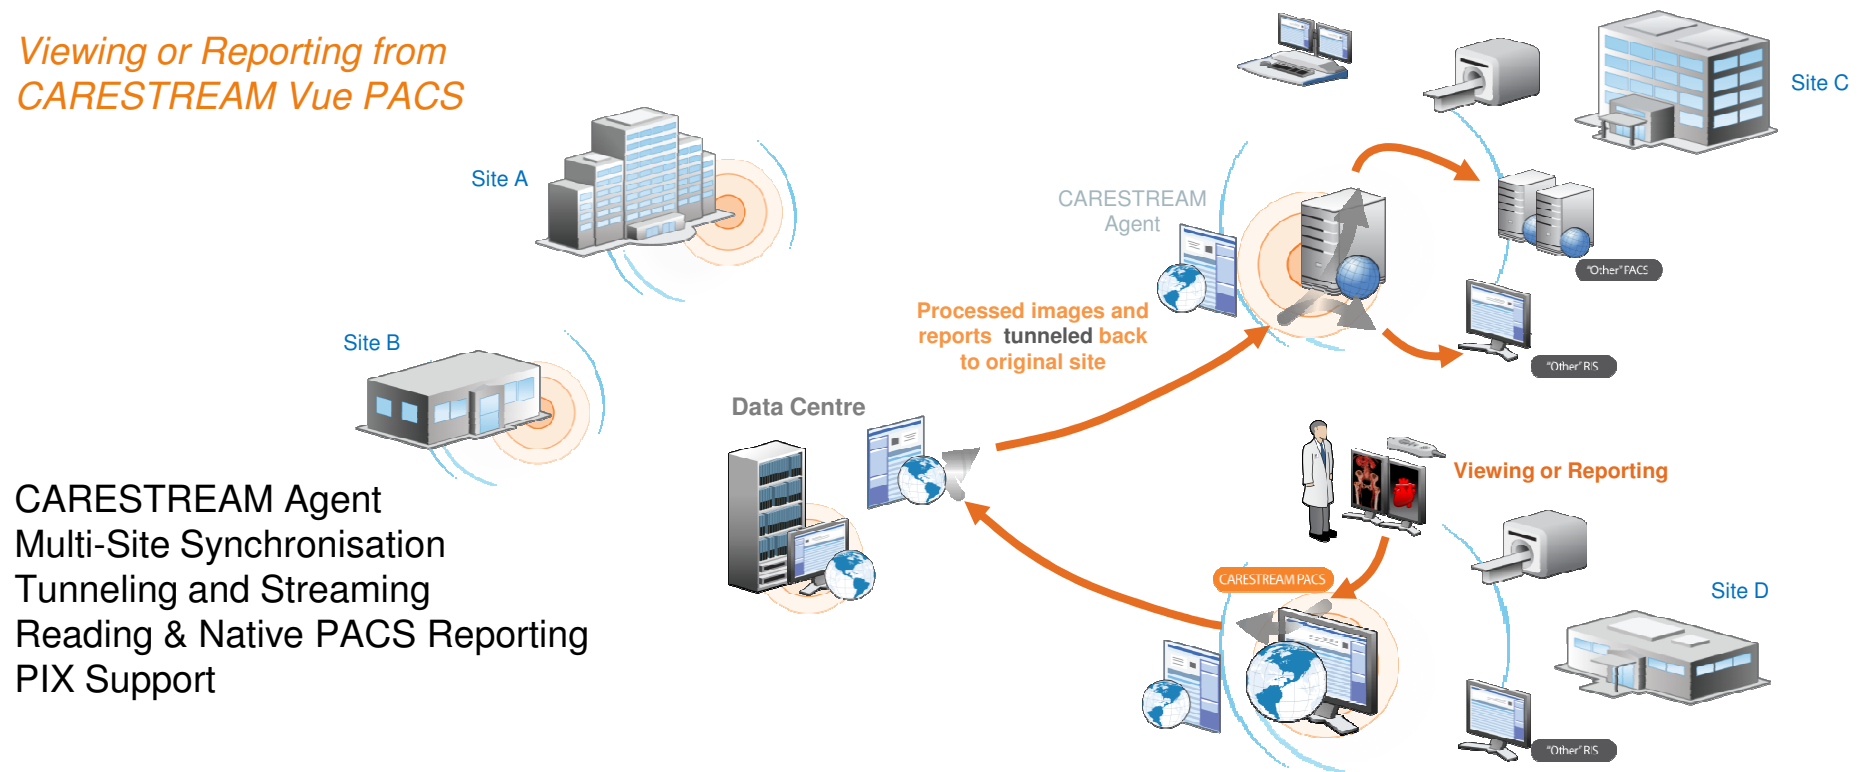 Viewing or Reporting from
CARESTREAM Vue PACS
Site A
Site B
Site C
CARESTREAM
Agent
"Other" PACS
"Other" RIS
Processed images and
reports tunneled back
to original site
Data Centre
Viewing or Reporting
CARESTREAM PACS
Site D
"Other" RIS
CARESTREAM Agent
Multi-Site Synchronisation
Tunneling and Streaming
Reading & Native PACS Reporting
PIX Support